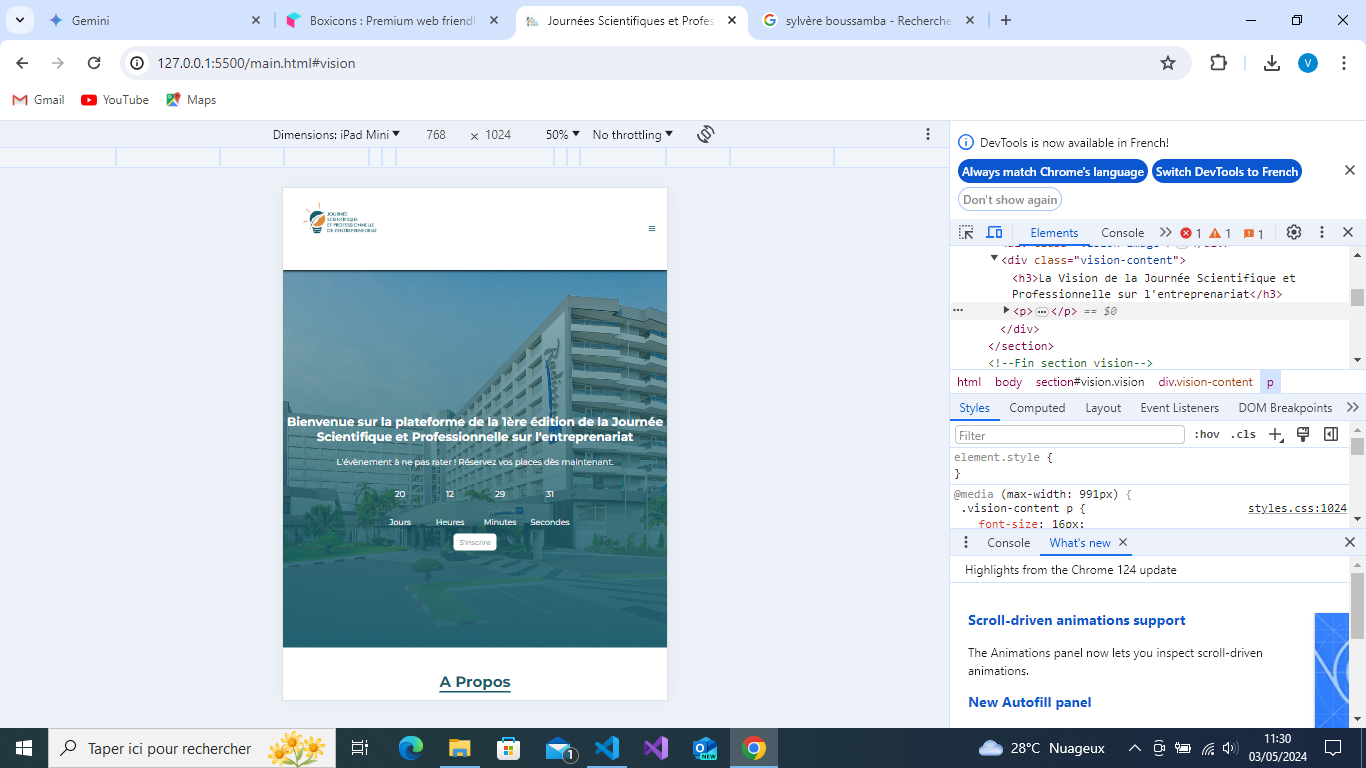 Gemini
Boxicons : Premium web friendl
Journées Scientifiques et Profes
sylvère boussamba - Recherche
127.0.0.1:5500/main.html#vision
V
Gmail
YouTube
Maps
Dimensions: iPad Mini
768
×
1024
50%
No throttling
JOURNÉE
SCIENTIFIQUE
ET PROFESSIONNELLE
DE L'ENTREPRENEURIAT
Bienvenue sur la plateforme de la 1ère édition de la Journée
Scientifique et Professionnelle sur l'entreprenariat
L'évènement à ne pas rater ! Réservez vos places dès maintenant.
20 12 29 31
Jours Heures Minutes Secondes
S'inscrire
A Propos
DevTools is now available in French!
Always match Chrome's language
Switch DevTools to French
Don't show again
Elements
Console
1
1
1
<div class="vision-content">
<h3>La Vision de la Journée Scientifique et
Professionnelle sur l'entreprenariat</h3>
<p>
</p> == $0
</div>
</section>
<!--Fin section vision-->
html body section#vision.vision div.vision-content p
Styles Computed Layout Event Listeners DOM Breakpoints
Filter
:hov .cls
element.style {
}
@media (max-width: 991px) {
.vision-content p {
styles.css:1024
font-size: 16px;
Console
What's new
Highlights from the Chrome 124 update
Scroll-driven animations support
The Animations panel now lets you inspect scroll-driven
animations.
New Autofill panel
Taper ici pour rechercher
1
NEW
28°C Nuageux
11:30
03/05/2024